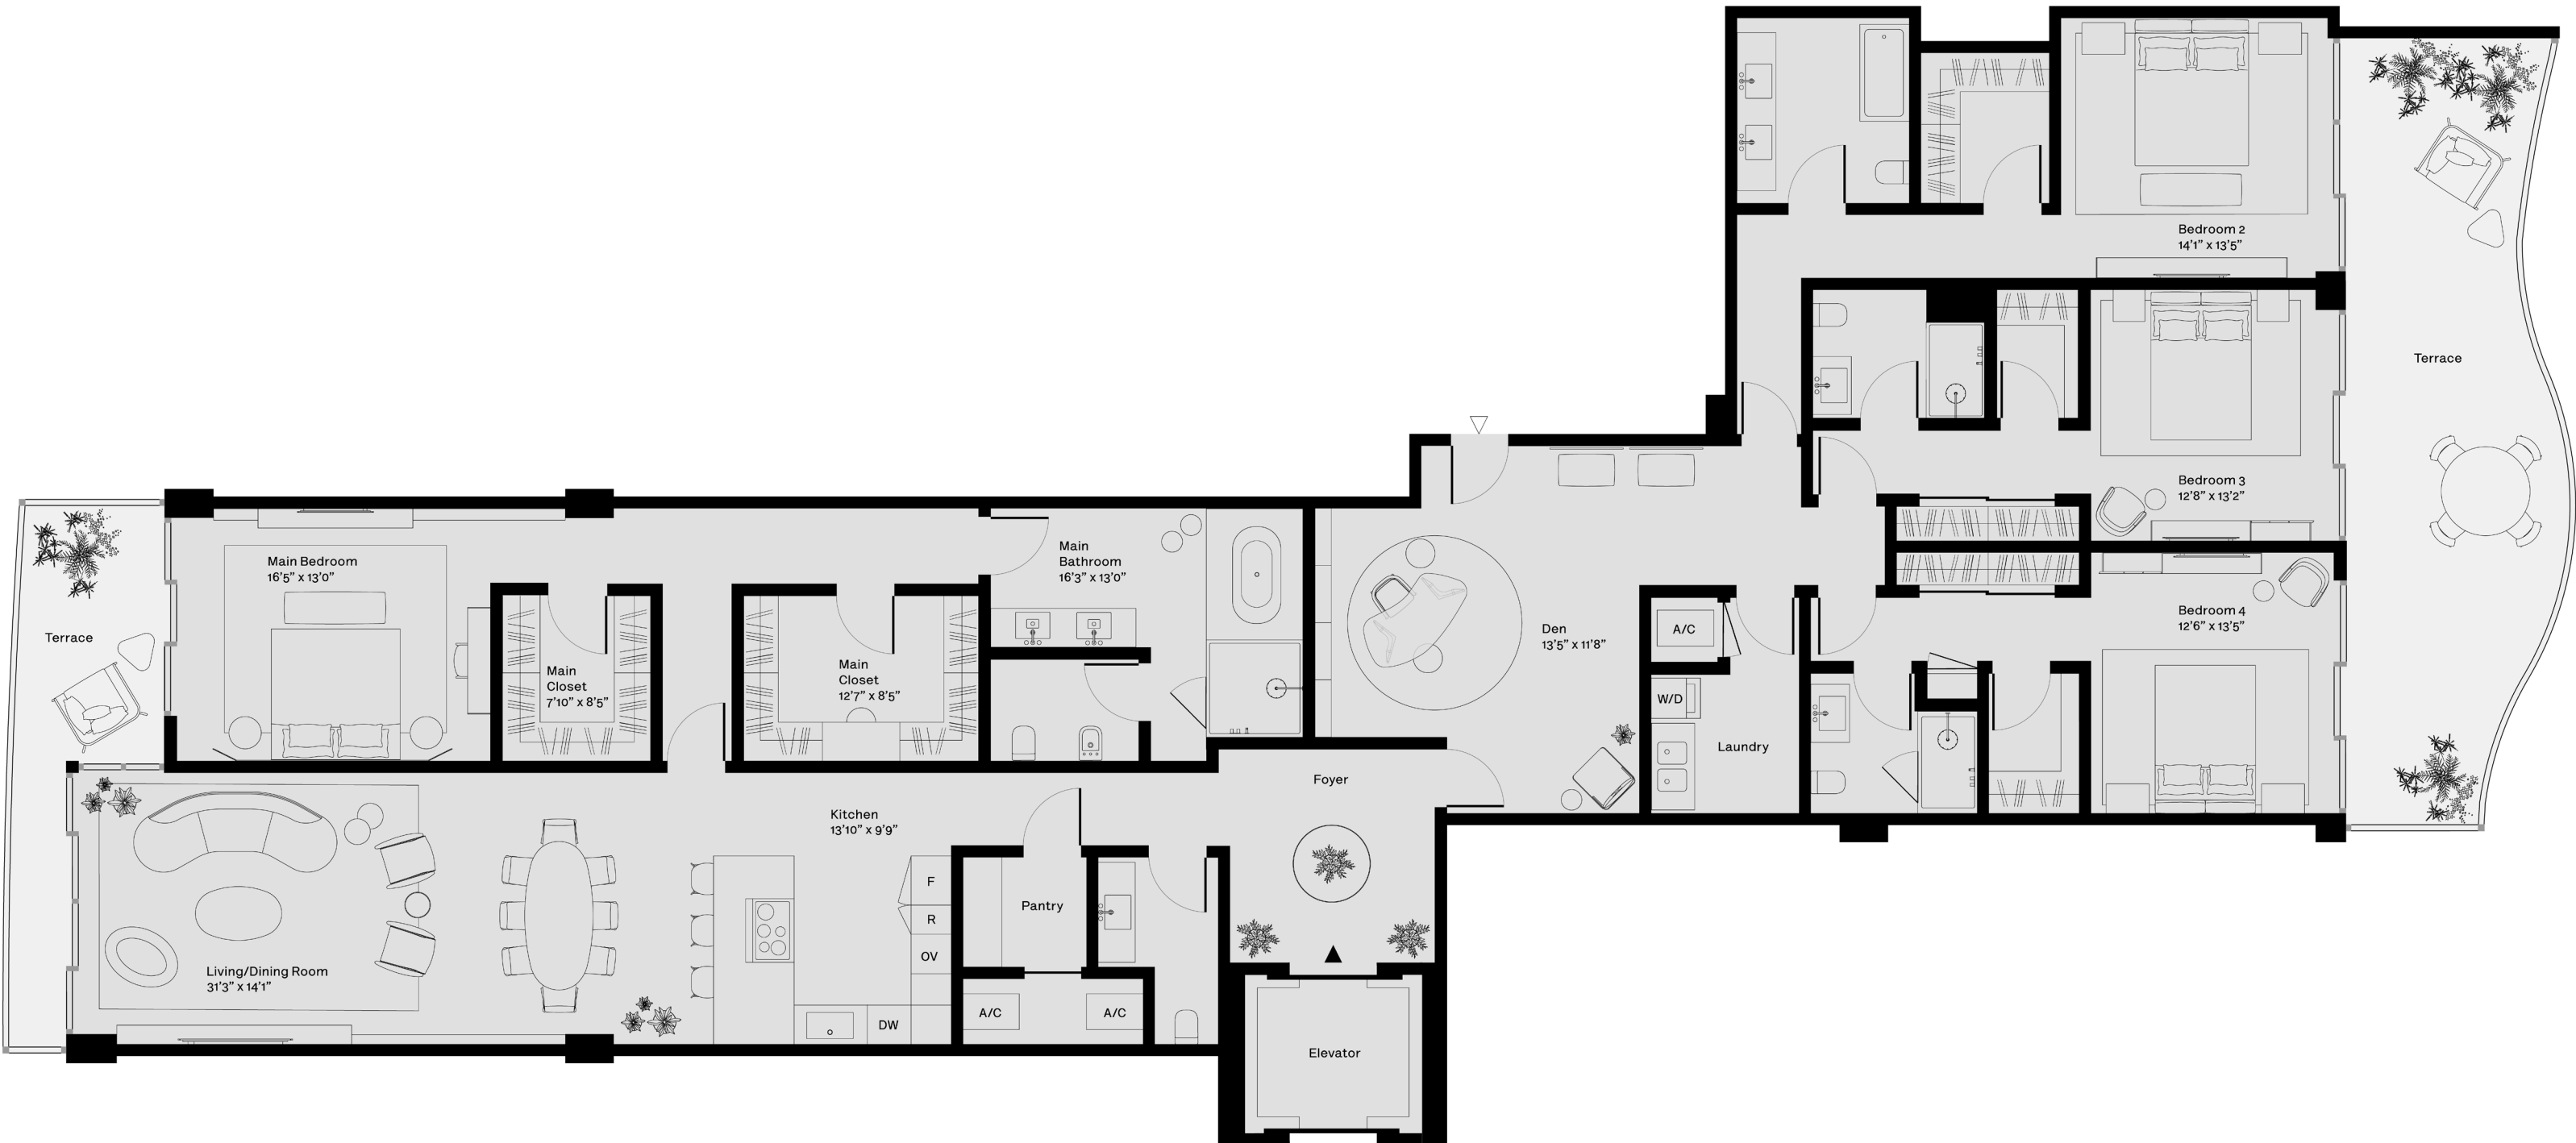 Bedroom 2
14’1” x 13’5”
Terrace
Bedroom 3
12’8” x 13’2”
Main Bedroom
16’5” x 13’0”
Main
Bathroom
16’3” x 13’0”
Terrace
Main
Closet
7’10” x 8’5”
Main
Closet
12’7” x 8’5”
Den
13’5” x 11’8”
A/C
Bedroom 4
12’6” x 13’5”
W/D
Laundry
Foyer
Kitchen
13’10” x 9’9”
F
R
OV
DW
Pantry
A/C
A/C
Living/Dining Room
31’3” x 14’1”
Elevator